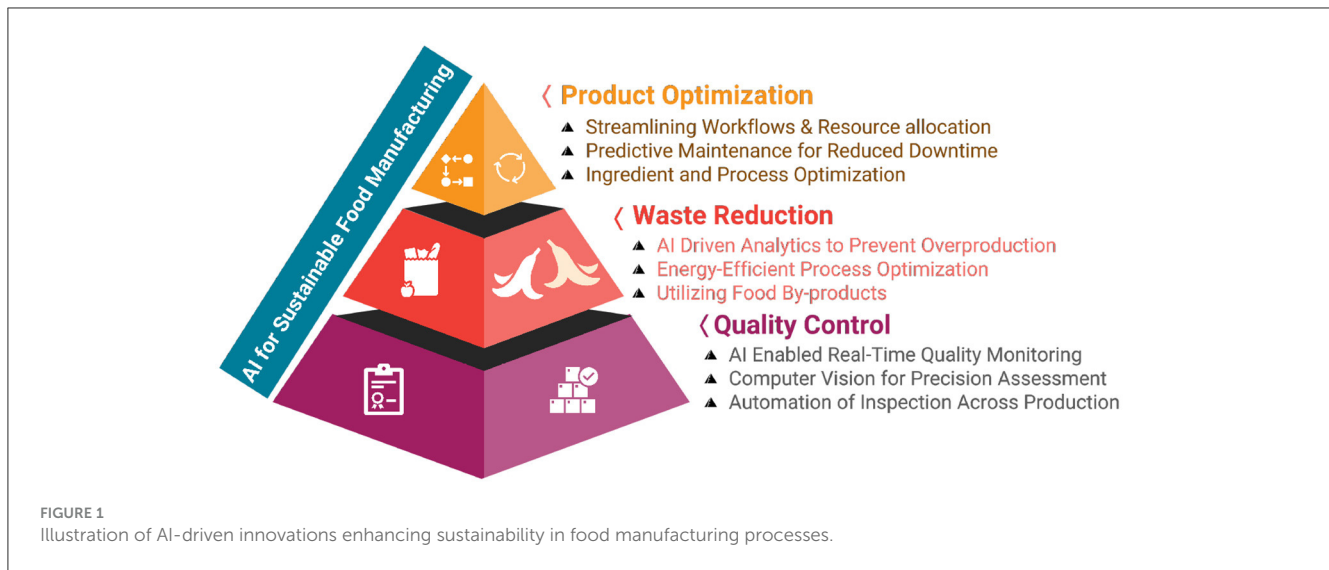 AI for Sustainable Food Manufacturing
Product Optimization
Streamlining Workflows & Resource allocation
Predictive Maintenance for Reduced Downtime
Ingredient and Process Optimization
Waste Reduction
AI Driven Analytics to Prevent Overproduction
Energy-Efficient Process Optimization
Utilizing Food By-products
Quality Control
AI Enabled Real-Time Quality Monitoring
Computer Vision for Precision Assessment
Automation of Inspection Across Production
FIGURE 1
Illustration of AI-driven innovations enhancing sustainability in food manufacturing processes.